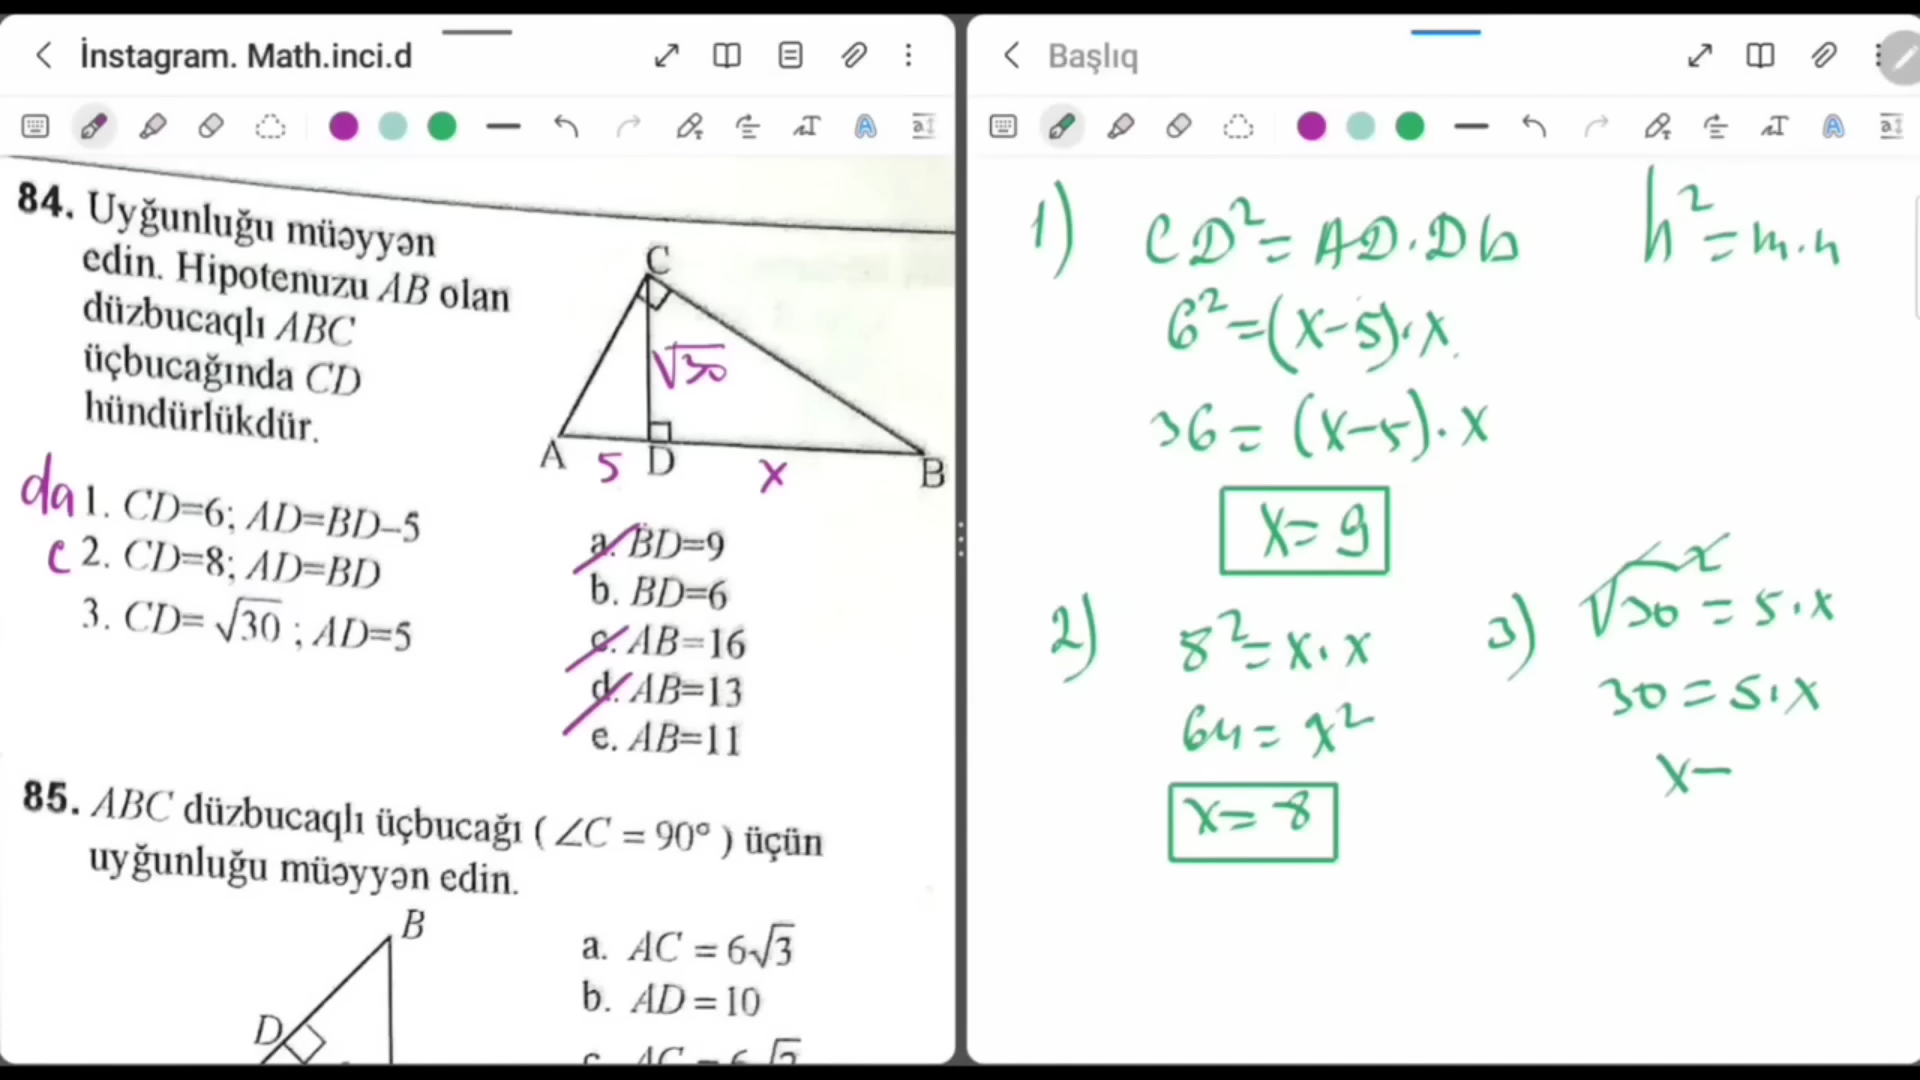 İnstagram. Math.inci.d
84. Uyğunluğu müəyyən
edin. Hipotenuzu AB olan
düzbucaqlı ABC
üçbucağında CD
hündürlükdür.
C
√30
A 5 D x B
da 1. CD=6; AD=BD–5
c 2. CD=8; AD=BD
3. CD=√30; AD=5
a. BD=9
b. BD=6
c. AB=16
d. AB=13
e. AB=11
85. ABC düzbucaqlı üçbucağı (∠C = 90°) üçün
uyğunluğu müəyyən edin.
B
D
a. AC = 6√3
b. AD = 10
Başlıq
1) CD²=AD.Db
h²=m.n
6²=(x-5).x
36=(x-5).x
x=9
2) 8²=x.x
64=x²
x=8
3) √30²=5.x
30=5.x
x=